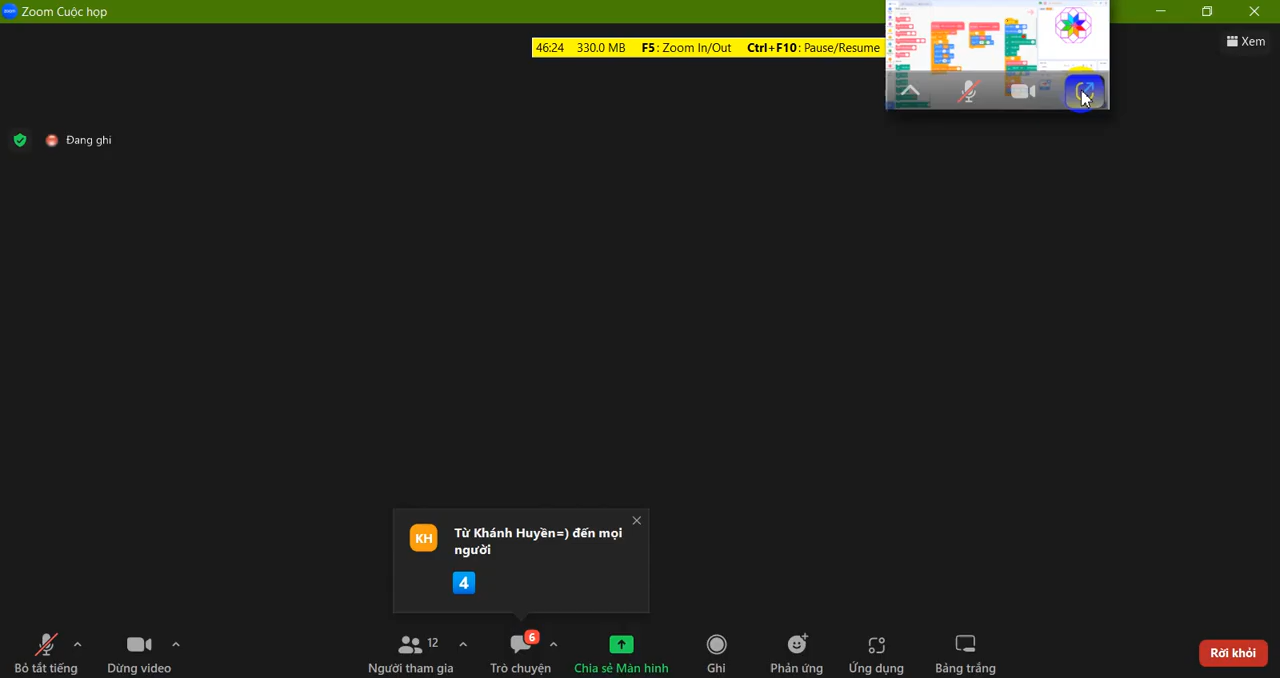 zoom Zoom Cuộc họp
46:24 330.0 MB F5: Zoom In/Out Ctrl+F10: Pause/Resume
Xem
Đang ghi
KH Từ Khánh Huyền=) đến mọi
người
4
12
6
Bỏ tắt tiếng Dừng video Người tham gia Trò chuyện Chia sẻ Màn hình Ghi Phản ứng Ứng dụng Bảng trắng Rời khỏi